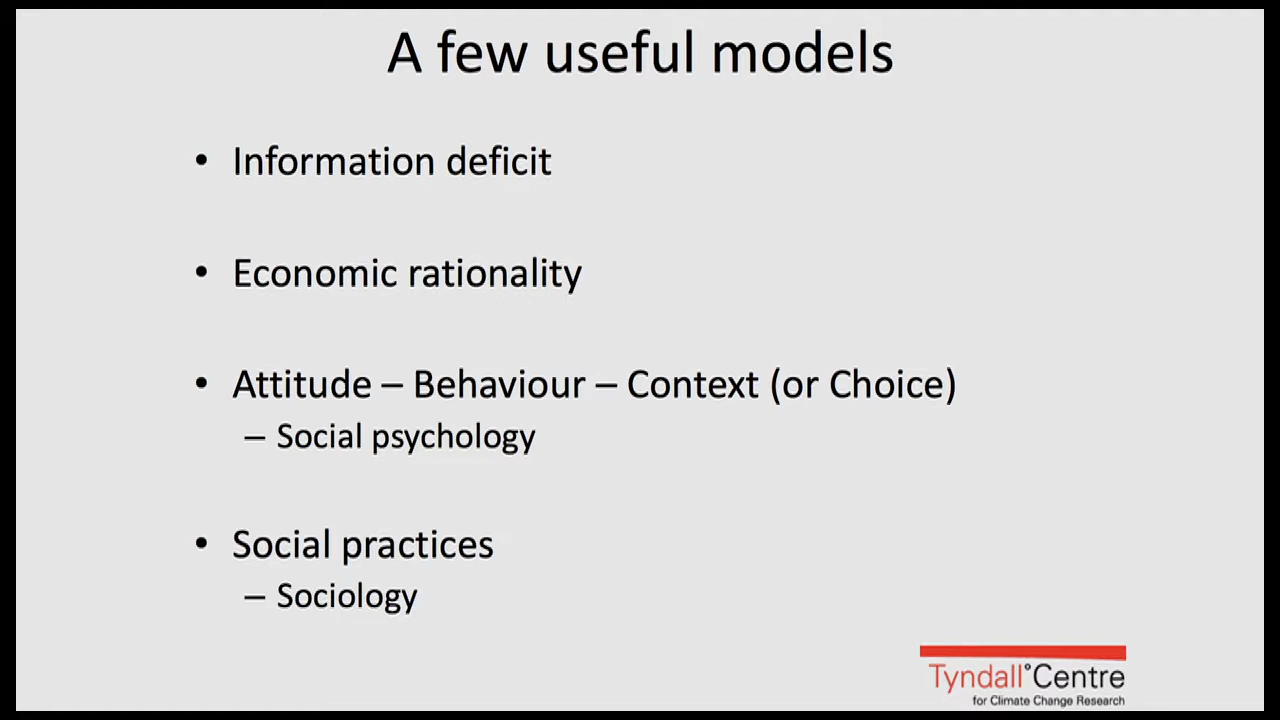 A few useful models
• Information deficit
• Economic rationality
• Attitude – Behaviour – Context (or Choice)
– Social psychology
• Social practices
– Sociology
Tyndall°Centre
for Climate Change Research